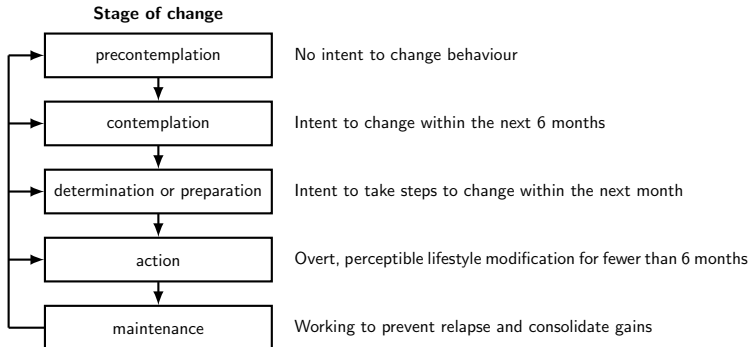 Stage of change
precontemplation No intent to change behaviour
contemplation Intent to change within the next 6 months
determination or preparation Intent to take steps to change within the next month
action Overt, perceptible lifestyle modification for fewer than 6 months
maintenance Working to prevent relapse and consolidate gains